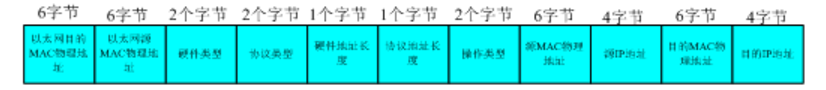 6字节 6字节 2个字节 2个字节 1个字节 1个字节 2个字节 6字节 4字节 6字节 4字节
以太网目的
MAC物理地
址
以太网源
MAC物理地
址
硬件类型
协议类型
硬件地址长
度
协议地址长
度
操作类型
源MAC物理
地址
源IP地址
目的MAC物
理地址
目的IP地址